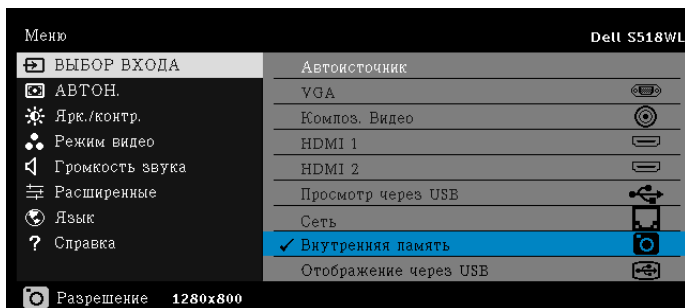 Меню Dell S518WL
ВЫБОР ВХОДА Автоисточник
АВТОН. VGA
Ярк./контр. Композ. Видео
Режим видео HDMI 1
Громкость звука HDMI 2
Расширенные Просмотр через USB
Язык Сеть
? Справка ✓ Внутренняя память
Отображение через USB
Разрешение 1280x800